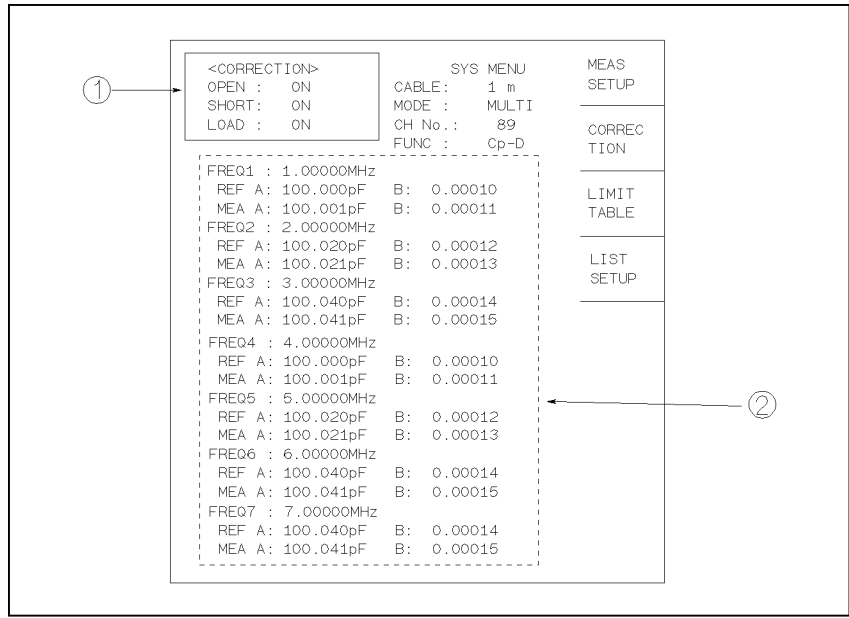 ①
<CORRECTION>
OPEN : ON
SHORT: ON
LOAD : ON
SYS MENU
CABLE: 1 m
MODE : MULTI
CH No.: 89
FUNC : Cp-D
MEAS
SETUP
CORREC
TION
LIMIT
TABLE
LIST
SETUP
FREQ1 : 1.00000MHz
REF A: 100.000pF B: 0.00010
MEA A: 100.001pF B: 0.00011
FREQ2 : 2.00000MHz
REF A: 100.020pF B: 0.00012
MEA A: 100.021pF B: 0.00013
FREQ3 : 3.00000MHz
REF A: 100.040pF B: 0.00014
MEA A: 100.041pF B: 0.00015
FREQ4 : 4.00000MHz
REF A: 100.000pF B: 0.00010
MEA A: 100.001pF B: 0.00011
FREQ5 : 5.00000MHz
REF A: 100.020pF B: 0.00012
MEA A: 100.021pF B: 0.00013
FREQ6 : 6.00000MHz
REF A: 100.040pF B: 0.00014
MEA A: 100.041pF B: 0.00015
FREQ7 : 7.00000MHz
REF A: 100.040pF B: 0.00014
MEA A: 100.041pF B: 0.00015
②